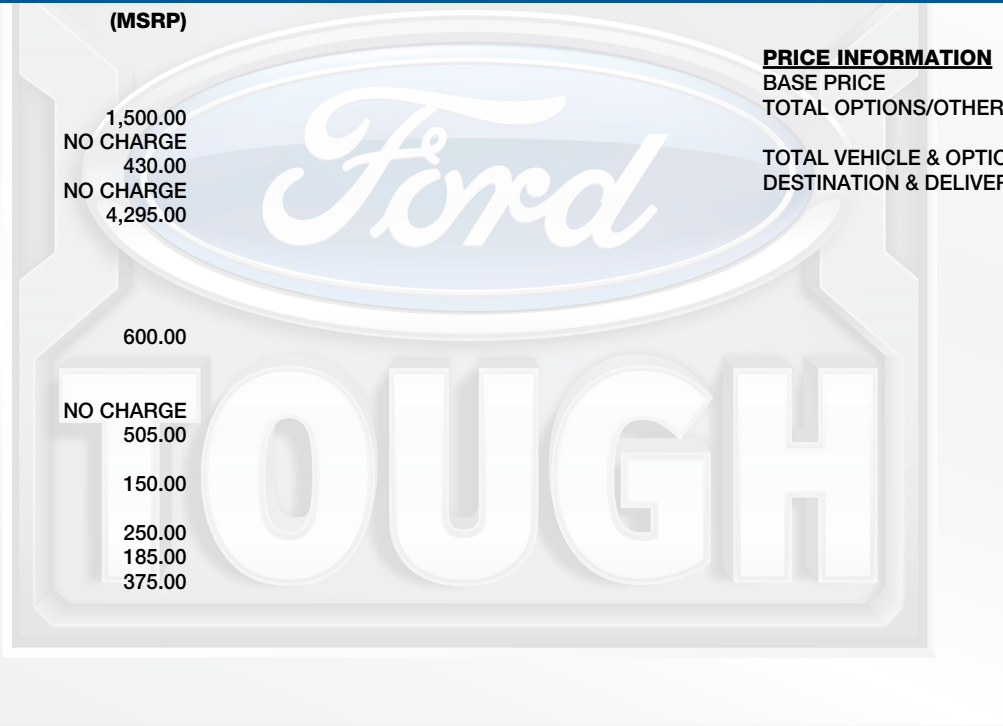 (MSRP)
1,500.00
NO CHARGE
430.00
NO CHARGE
4,295.00
600.00
NO CHARGE
505.00
150.00
250.00
185.00
375.00
PRICE INFORMATION
BASE PRICE
TOTAL OPTIONS/OTHER
TOTAL VEHICLE & OPTIO
DESTINATION & DELIVER
Ford
TOUGH